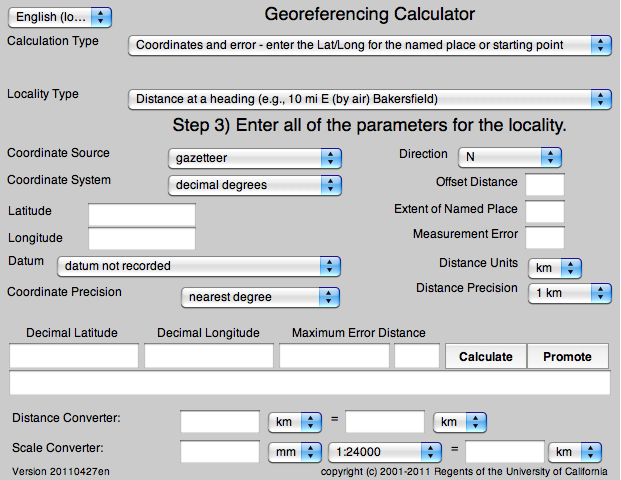 English (lo...
Georeferencing Calculator
Calculation Type
Coordinates and error - enter the Lat/Long for the named place or starting point
Locality Type
Distance at a heading (e.g., 10 mi E (by air) Bakersfield)
Step 3) Enter all of the parameters for the locality.
Coordinate Source
gazetteer
Direction
N
Coordinate System
decimal degrees
Offset Distance
Latitude
Extent of Named Place
Longitude
Measurement Error
Datum
datum not recorded
Distance Units
km
Coordinate Precision
nearest degree
Distance Precision
1 km
Decimal Latitude
Decimal Longitude
Maximum Error Distance
Calculate
Promote
Distance Converter:
km
=
km
Scale Converter:
mm
1:24000
=
km
Version 20110427en
copyright (c) 2001-2011 Regents of the University of California